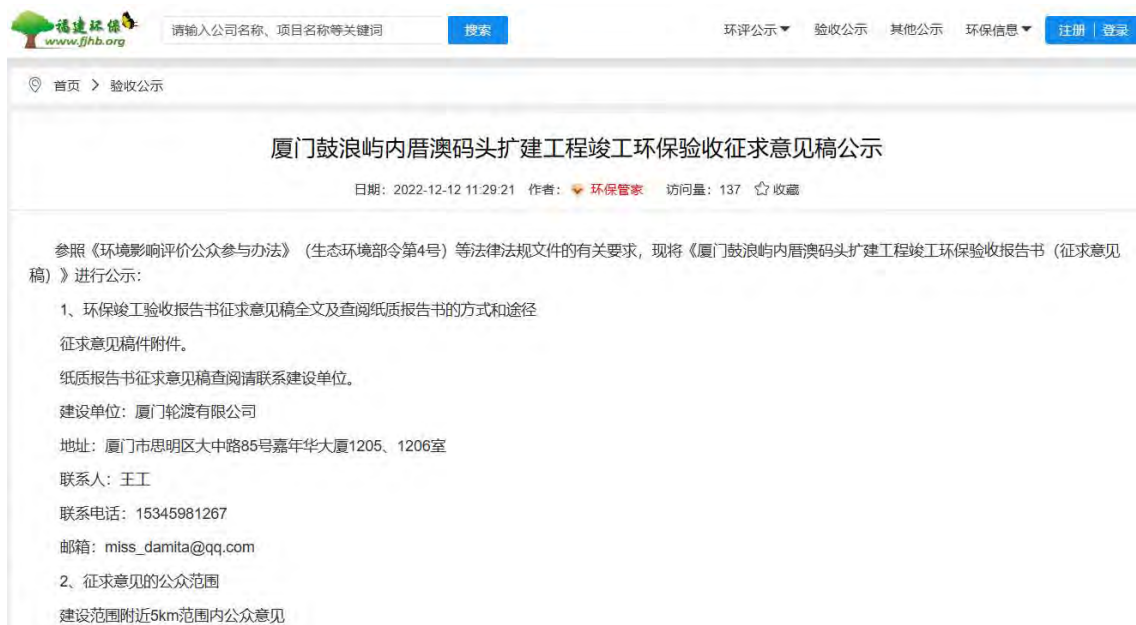 福建环保
www.fjhb.org
请输入公司名称、项目名称等关键词
搜索
环评公示▼ 验收公示 其他公示 环保信息▼ 注册 | 登录
首页 > 验收公示
厦门鼓浪屿内厝澳码头扩建工程竣工环保验收征求意见稿公示
日期：2022-12-12 11:29:21 作者： 环保管家 访问量：137 收藏
参照《环境影响评价公众参与办法》（生态环境部令第4号）等法律法规文件的有关要求，现将《厦门鼓浪屿内厝澳码头扩建工程竣工环保验收报告书（征求意见
稿）》进行公示：
1、环保竣工验收报告书征求意见稿全文及查阅纸质报告书的方式和途径
征求意见稿件附件。
纸质报告书征求意见稿查阅请联系建设单位。
建设单位：厦门轮渡有限公司
地址：厦门市思明区大中路85号嘉年华大厦1205、1206室
联系人：王工
联系电话：15345981267
邮箱：miss_damita@qq.com
2、征求意见的公众范围
建设范围附近5km范围内公众意见